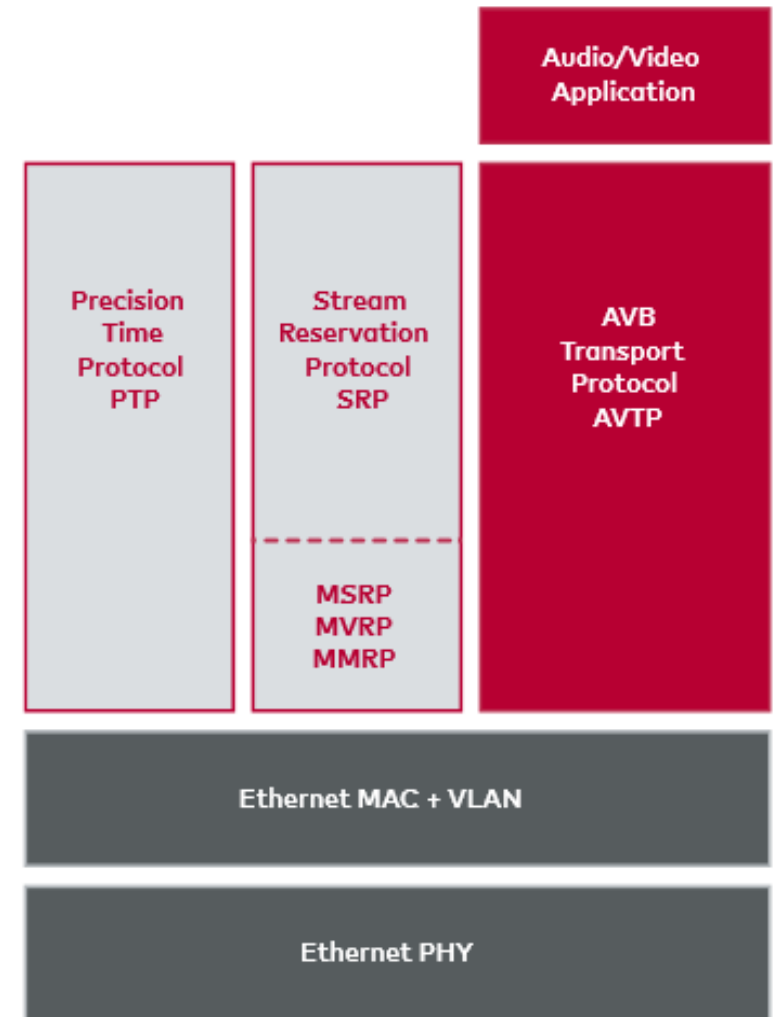 Audio/Video
Application
Precision
Time
Protocol
PTP
Stream
Reservation
Protocol
SRP
MSRP
MVRP
MMRP
AVB
Transport
Protocol
AVTP
Ethernet MAC + VLAN
Ethernet PHY